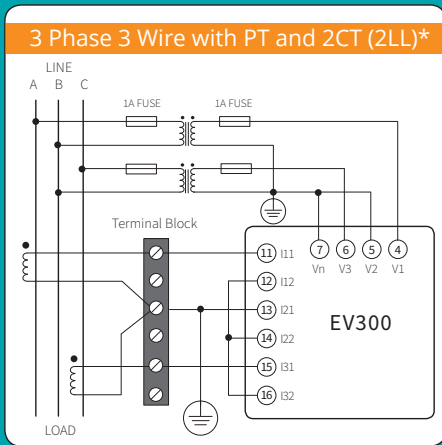 3 Phase 3 Wire with PT and 2CT (2LL)*
LINE
A B C
1A FUSE 1A FUSE
Terminal Block
11 I11 7 6 5 4
Vn V3 V2 V1
12 I12
13 I21
EV300
14 I22
15 I31
16 I32
LOAD